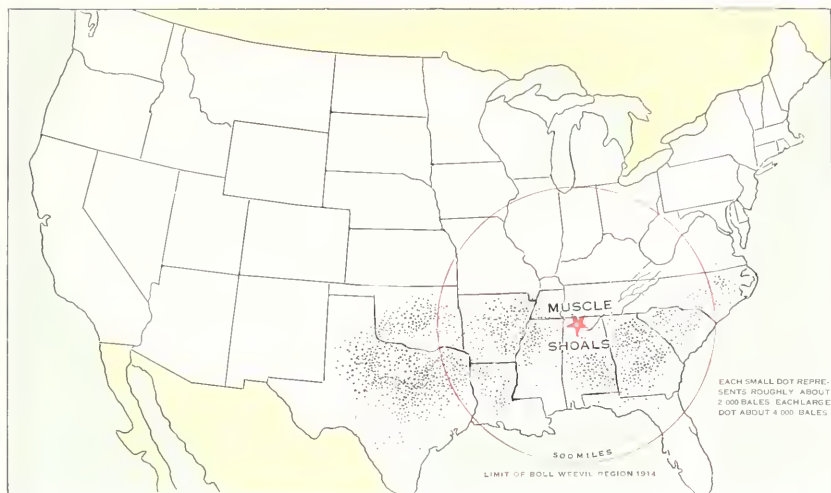 MUSCLE
SHOALS
EACH SMALL DOT REPRE-
SENTS ROUGHLY ABOUT
2 000 BALES EACH LARGE
DOT ABOUT 4 000 BALES
500 MILES
LIMIT OF BOLL WEEVIL REGION 1914